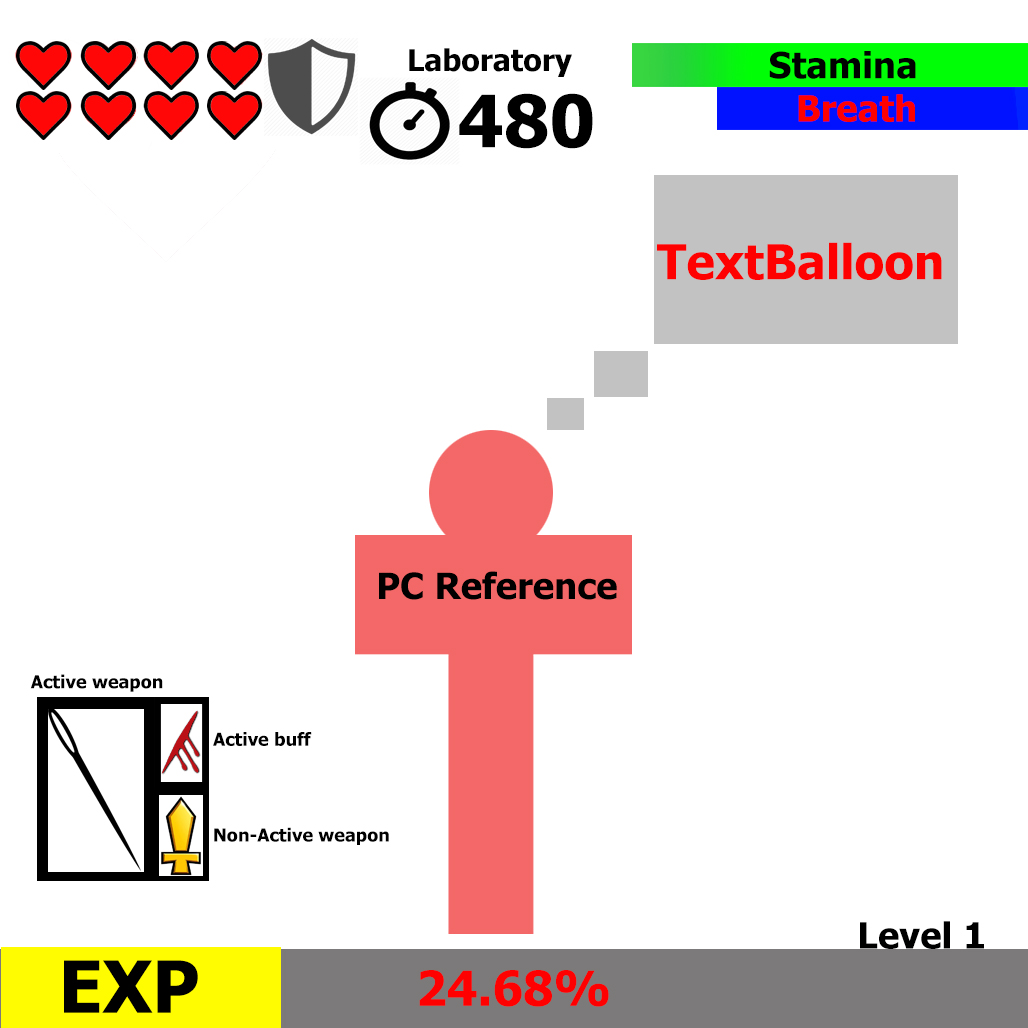 Laboratory
480
Stamina
Breath
TextBalloon
PC Reference
Active weapon
Active buff
Non-Active weapon
Level 1
EXP
24.68%